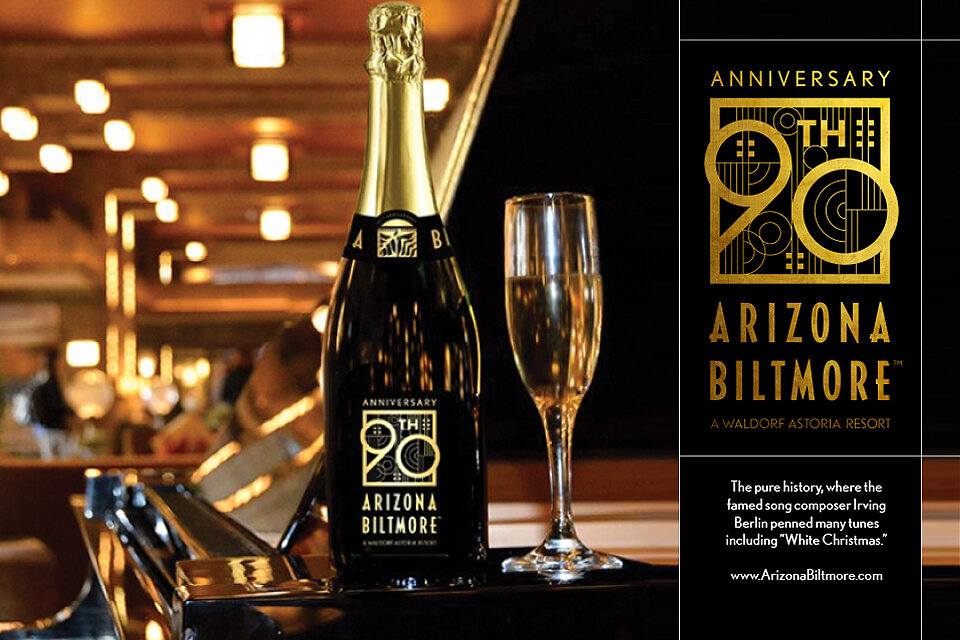 A
BI
ANNIVERSARY
90TH
ARIZONA
BILTMORE
A WALDORF ASTORIA RESORT
ANNIVERSARY
90TH
ARIZONA
BILTMORE™
A WALDORF ASTORIA RESORT
The pure history, where the
famed song composer Irving
Berlin penned many tunes
including “White Christmas.”
www.ArizonaBiltmore.com